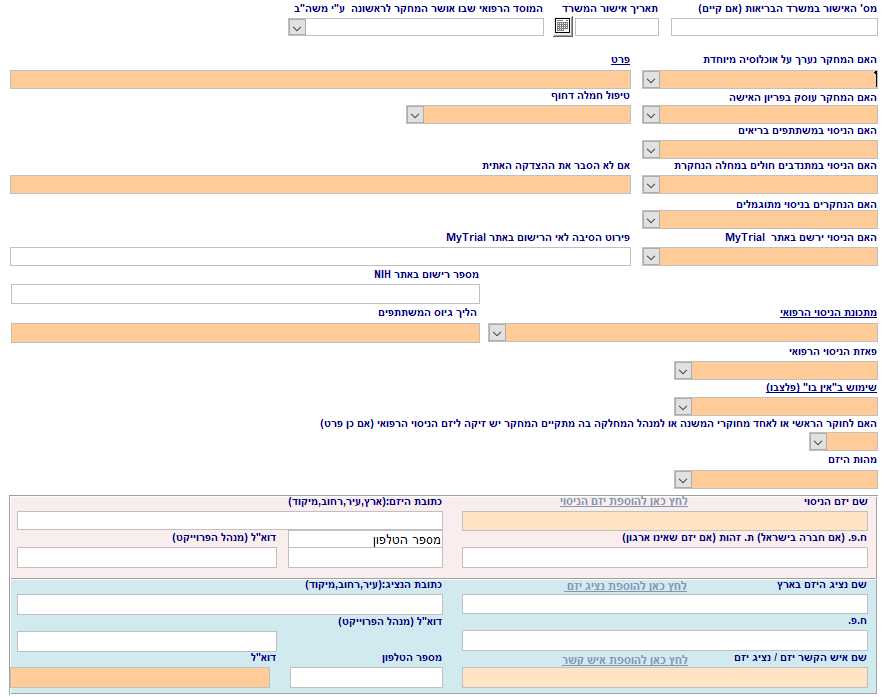 מס' האישור במשרד הבריאות (אם קיים) תאריך אישור המשרד המוסד הרפואי שבו אושר המחקר לראשונה ע"י משה"ב
האם המחקר נערך על אוכלוסיה מיוחדת פרט
האם המחקר עוסק בפריון האישה טיפול חמלה דחוף
האם הניסוי במשתתפים בריאים
האם הניסוי במתנדבים חולים במחלה הנחקרת אם לא הסבר את ההצדקה האתית
האם הנחקרים בניסוי מתוגמלים
האם הניסוי ירשם באתר MyTrial פירוט הסיבה לאי הרישום באתר MyTrial
מספר רישום באתר NIH
מתכונת הניסוי הרפואי הליך גיוס המשתתפים
פאזת הניסוי הרפואי
שימוש ב"אין בו" (פלצבו)
האם לחוקר הראשי או לאחד מחוקרי המשנה או למנהל המחלקה בה מתקיים המחקר יש זיקה ליזם הניסוי הרפואי (אם כן פרט)
מהות היזם
שם יזם הניסוי לחץ כאן להוספת יזם הניסוי כתובת היזם:(ארץ,עיר,רחוב,מיקוד)
ח.פ. (אם חברה בישראל) ת. זהות (אם יזם שאינו ארגון) מספר הטלפון דוא"ל (מנהל הפרוייקט)
שם נציג היזם בארץ לחץ כאן להוספת נציג יזם כתובת הנציג:(עיר,רחוב,מיקוד)
ח.פ. דוא"ל (מנהל הפרוייקט)
שם איש הקשר יזם / נציג יזם לחץ כאן להוספת איש קשר מספר הטלפון דוא"ל